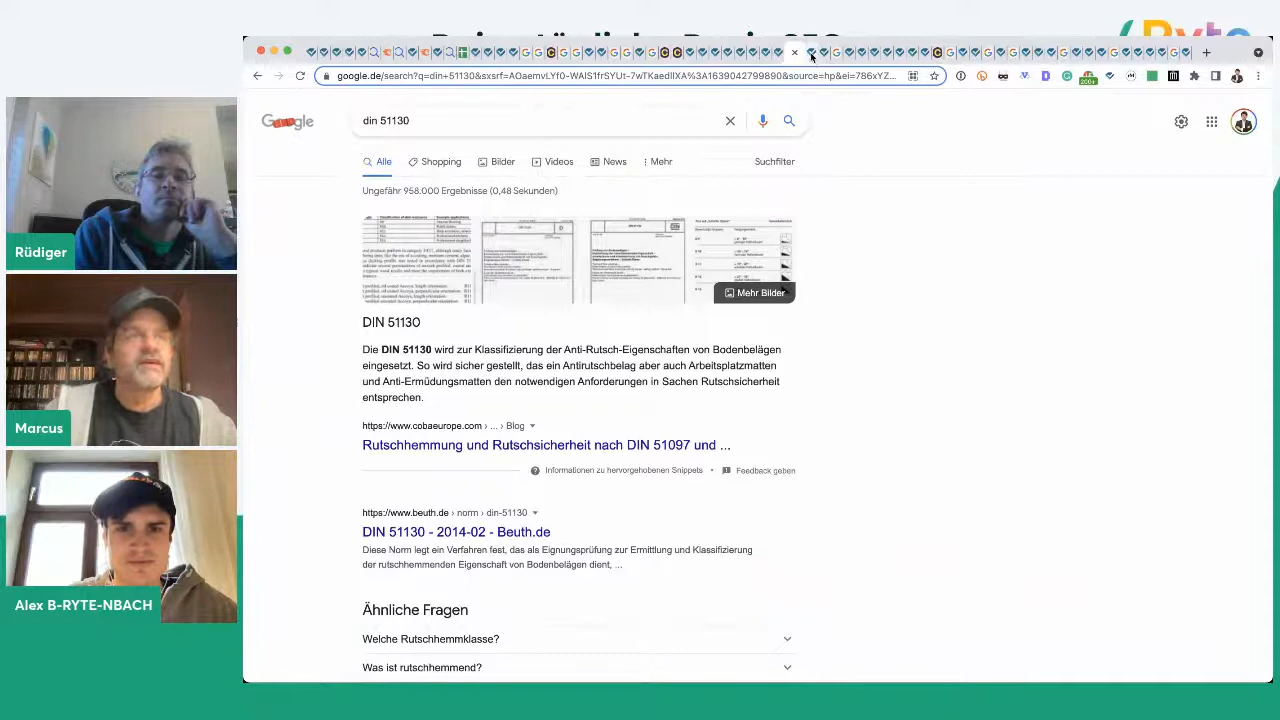 Ryte
google.de/search?q=din+51130&sxsrf=AOaemvLYf0-WAIS1frSYUt-7wTKaedIIXA%3A1639042799890&source=hp&ei=786xYZ...
200+
Google
din 51130
Alle
Shopping
Bilder
Videos
News
Mehr
Suchfilter
Ungefähr 958.000 Ergebnisse (0,48 Sekunden)
Mehr Bilder
DIN 51130
Die DIN 51130 wird zur Klassifizierung der Anti-Rutsch-Eigenschaften von Bodenbelägen
eingesetzt. So wird sicher gestellt, das ein Antirutschbelag aber auch Arbeitsplatzmatten
und Anti-Ermüdungsmatten den notwendigen Anforderungen in Sachen Rutschsicherheit
entsprechen.
https://www.cobaeurope.com › ... › Blog
Rutschhemmung und Rutschsicherheit nach DIN 51097 und ...
Informationen zu hervorgehobenen Snippets • Feedback geben
https://www.beuth.de › norm › din-51130
DIN 51130 - 2014-02 - Beuth.de
Diese Norm legt ein Verfahren fest, das als Eignungsprüfung zur Ermittlung und Klassifizierung
der rutschhemmenden Eigenschaft von Bodenbelägen dient, ...
Ähnliche Fragen
Welche Rutschhemmklasse?
Was ist rutschhemmend?
Rüdiger
Marcus
Alex B-RYTE-NBACH